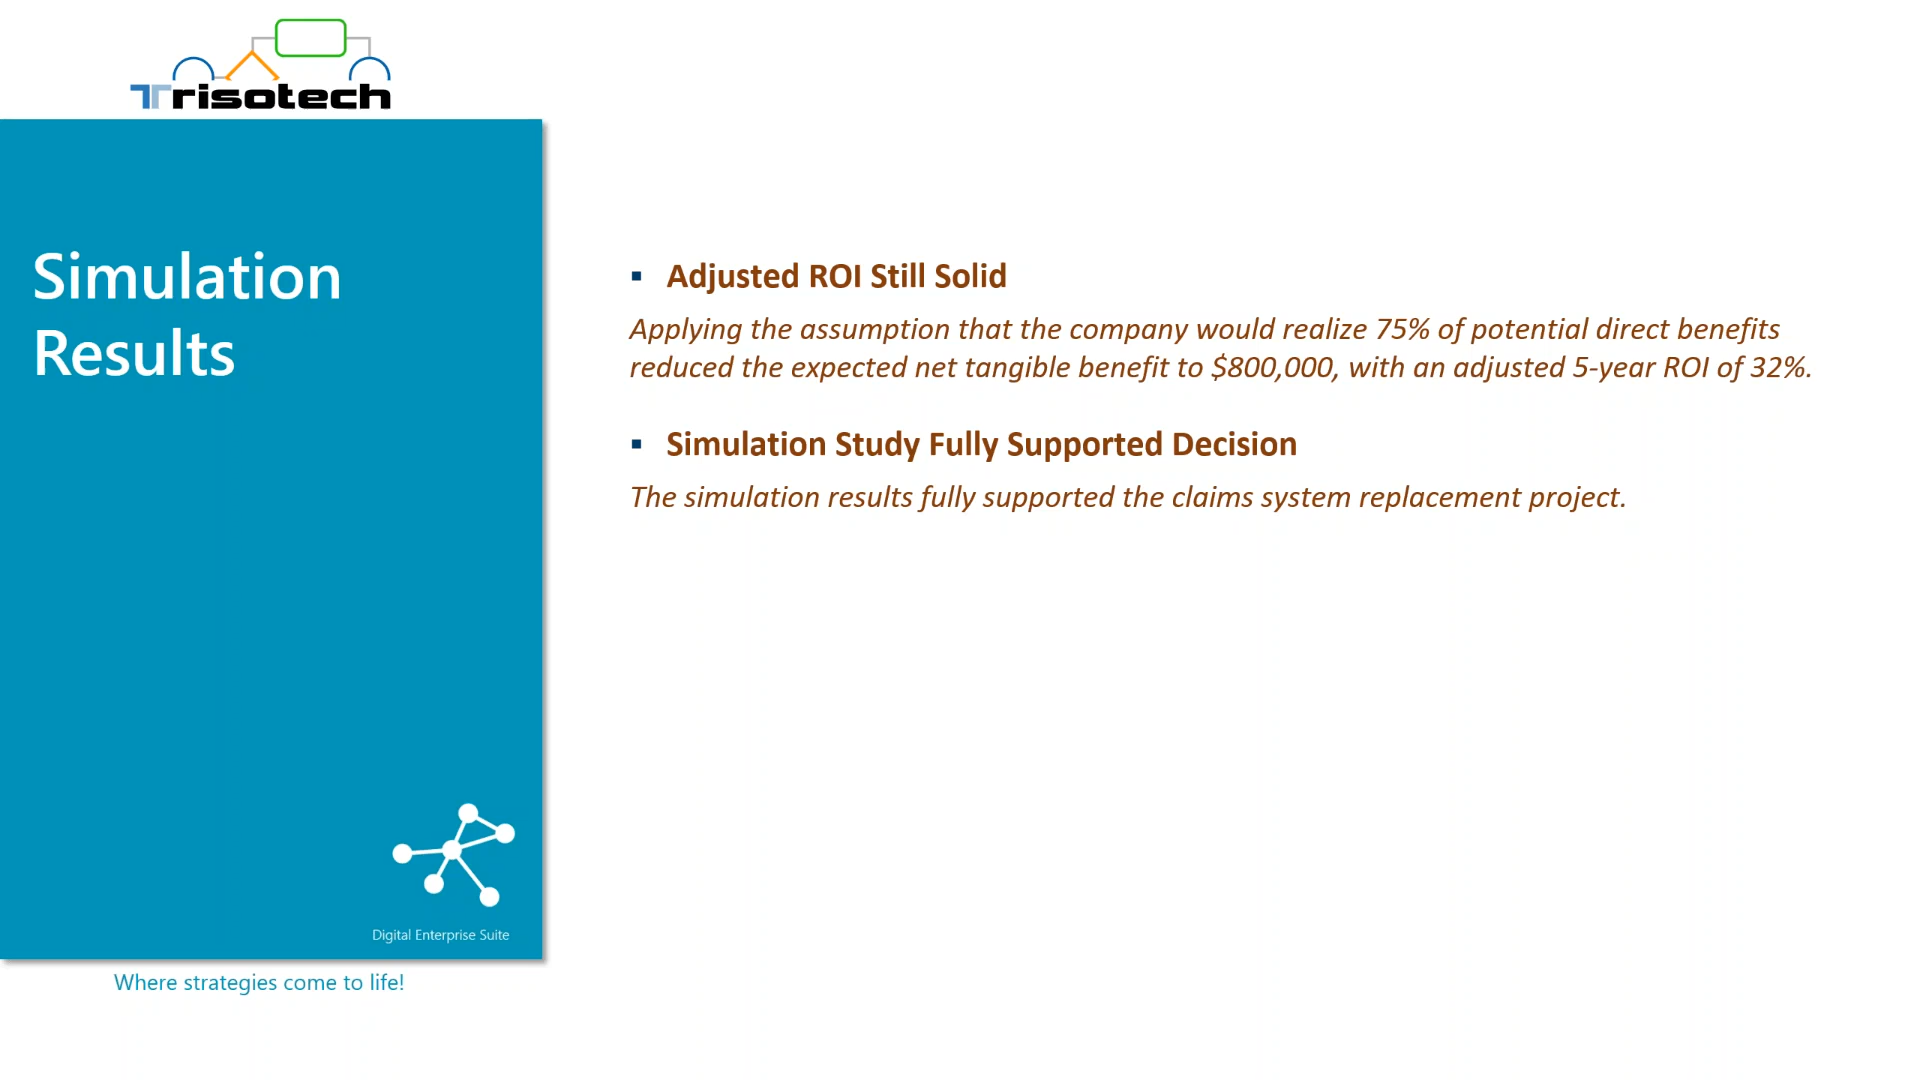 Trisotech
Simulation
Results
▪ Adjusted ROI Still Solid
Applying the assumption that the company would realize 75% of potential direct benefits
reduced the expected net tangible benefit to $800,000, with an adjusted 5-year ROI of 32%.
▪ Simulation Study Fully Supported Decision
The simulation results fully supported the claims system replacement project.
Digital Enterprise Suite
Where strategies come to life!